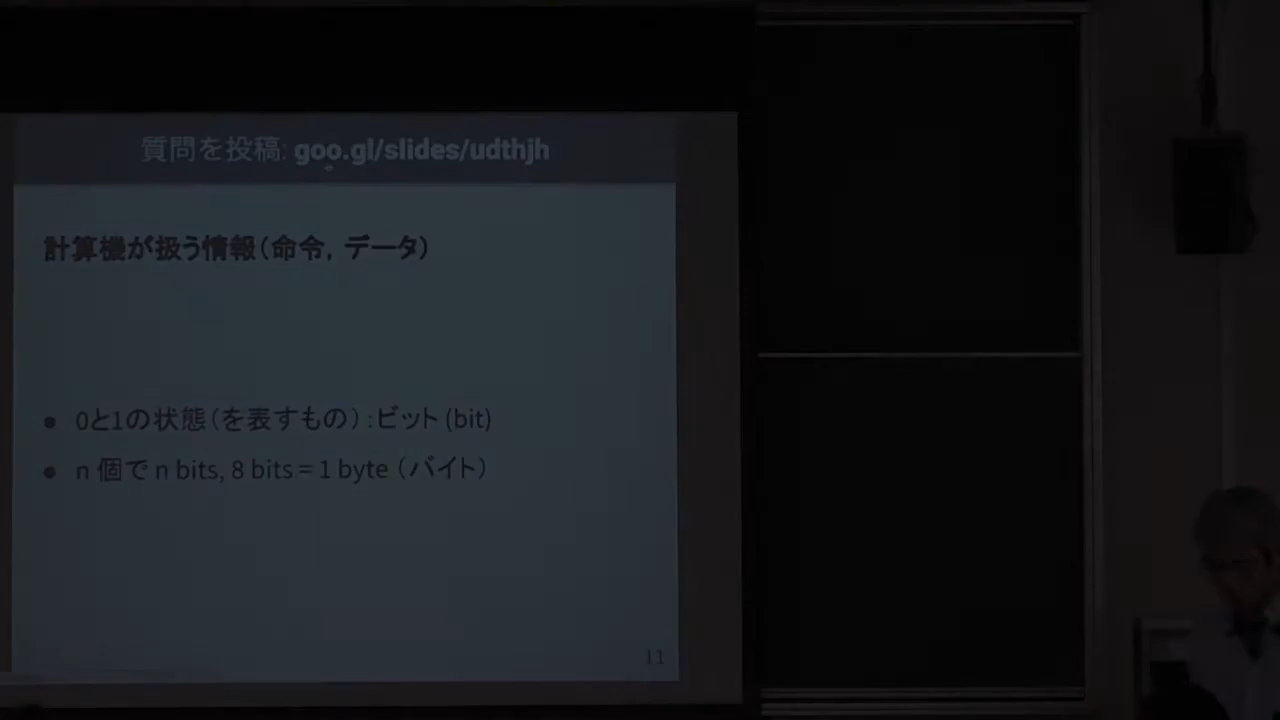 質問を投稿: goo.gl/slides/udthjh
計算機が扱う情報（命令，データ）
● 0と1の状態（を表すもの）: ビット (bit)
● n 個で n bits, 8 bits = 1 byte （バイト）
11